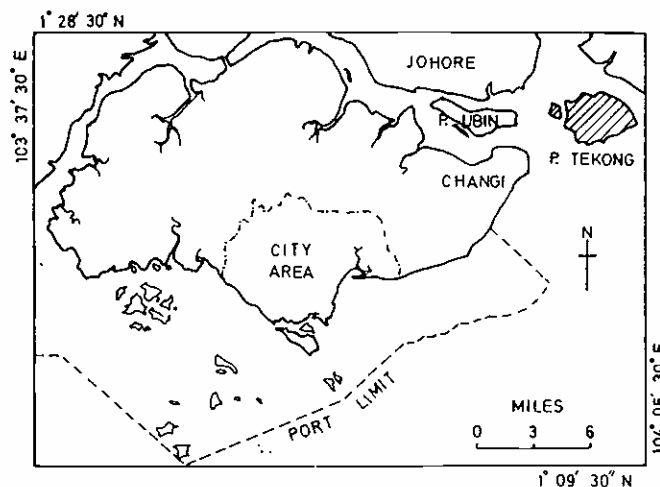 1° 28' 30" N
103° 37' 30" E
JOHORE
P. UBIN
P. TEKONG
CHANGI
N
CITY
AREA
PORT LIMIT
MILES
0 3 6
104° 05' 30" E
1° 09' 30" N